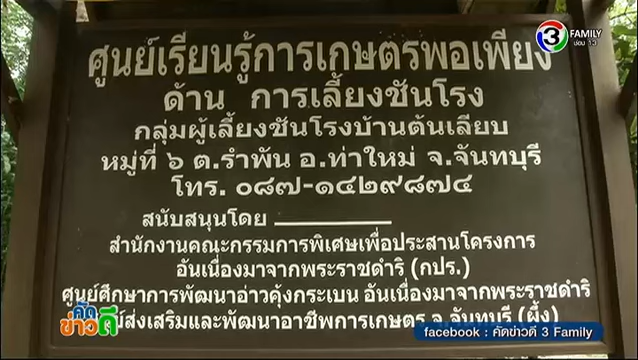 3 FAMILY
ช่อง 13
ศูนย์เรียนรู้การเกษตรพอเพียง
ด้าน การเลี้ยงชันโรง
กลุ่มผู้เลี้ยงชันโรงบ้านต้นเลียบ
หมู่ที่ ๖ ต.รำพัน อ.ท่าใหม่ จ.จันทบุรี
โทร. ๐๘๗-๑๔๒๙๘๗๔
สนับสนุนโดย
สำนักงานคณะกรรมการพิเศษเพื่อประสานโครงการ
อันเนื่องมาจากพระราชดำริ (กปร.)
ศูนย์ศึกษาการพัฒนาอ่าวคุ้งกระเบน อันเนื่องมาจากพระราชดำริ
ส่งเสริมและพัฒนาอาชีพการเกษตร จ.จันทบุรี (ผึ้ง)
คัดข่าวดี
facebook : คัดข่าวดี 3 Family